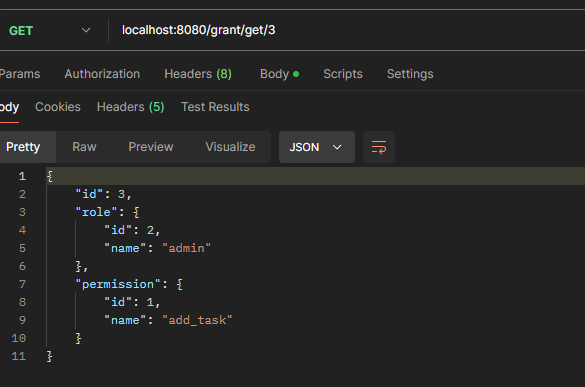 GET localhost:8080/grant/get/3
Params Authorization Headers (8) Body Scripts Settings
ody Cookies Headers (5) Test Results
Pretty Raw Preview Visualize JSON
1 {
2 "id": 3,
3 "role": {
4 "id": 2,
5 "name": "admin"
6 },
7 "permission": {
8 "id": 1,
9 "name": "add_task"
10 }
11 }